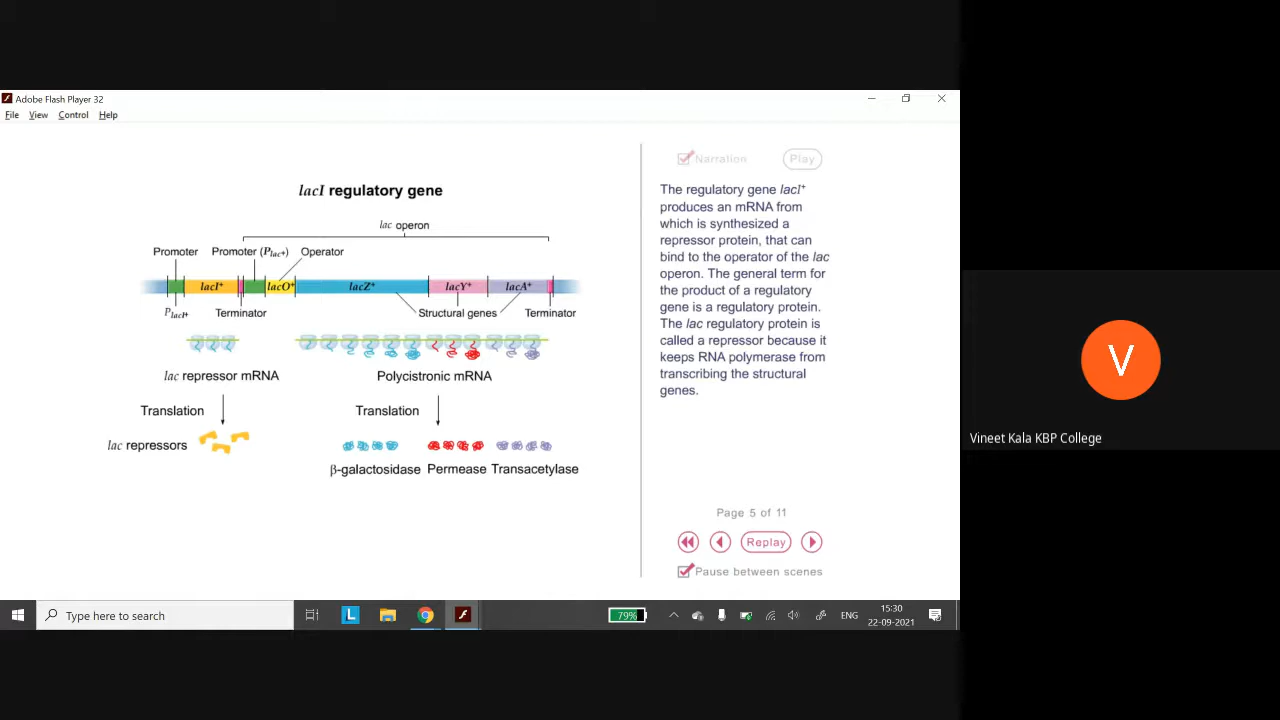 Adobe Flash Player 32
File View Control Help
lacI regulatory gene
lac operon
Promoter Promoter (Plac+) Operator
lacI+ lacO+ lacZ+ lacY+ lacA+
PlacI+ Terminator Structural genes Terminator
lac repressor mRNA Polycistronic mRNA
Translation Translation
lac repressors
β-galactosidase Permease Transacetylase
Narration Play
The regulatory gene lacI+
produces an mRNA from
which is synthesized a
repressor protein, that can
bind to the operator of the lac
operon. The general term for
the product of a regulatory
gene is a regulatory protein.
The lac regulatory protein is
called a repressor because it
keeps RNA polymerase from
transcribing the structural
genes.
Page 5 of 11
Replay
Pause between scenes
V
Vineet Kala KBP College
Type here to search
L
79%
ENG
15:30
22-09-2021